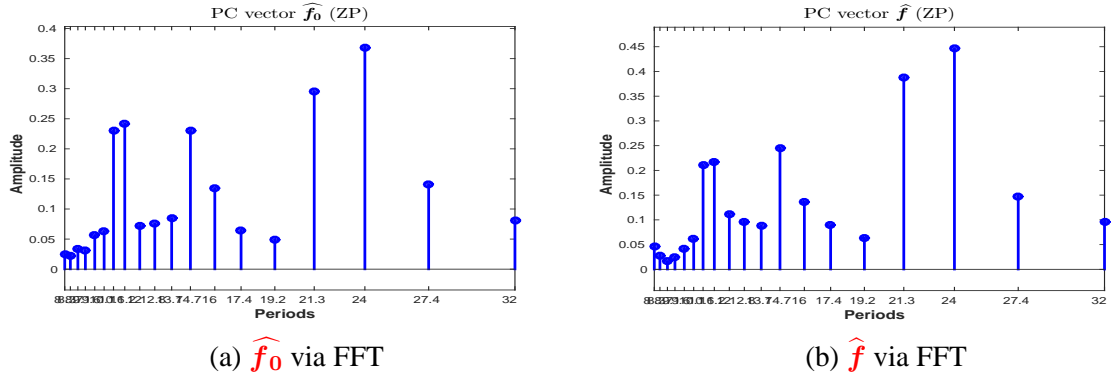 PC vector f̂₀ (ZP)
0.4
0.35
0.3
0.25
0.2
0.15
0.1
0.05
0
Amplitude
14.7 16 17.4 19.2 21.3 24 27.4 32
Periods
(a) f̂₀ via FFT
PC vector f̂ (ZP)
0.45
0.4
0.35
0.3
0.25
0.2
0.15
0.1
0.05
0
Amplitude
14.7 16 17.4 19.2 21.3 24 27.4 32
Periods
(b) f̂ via FFT